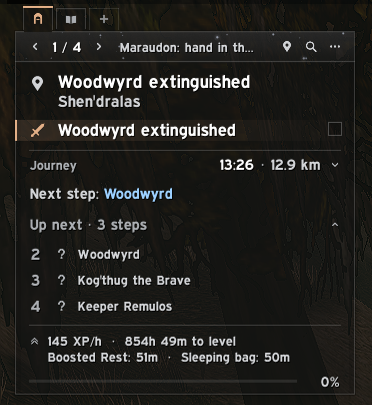 1 / 4 Maraudon: hand in th...
Woodwyrd extinguished
Shen'dralas
Woodwyrd extinguished
Journey 13:26 · 12.9 km
Next step: Woodwyrd
Up next · 3 steps
2 ? Woodwyrd
3 ? Kog'thug the Brave
4 ? Keeper Remulos
145 XP/h · 854h 49m to level
Boosted Rest: 51m · Sleeping bag: 50m
0%